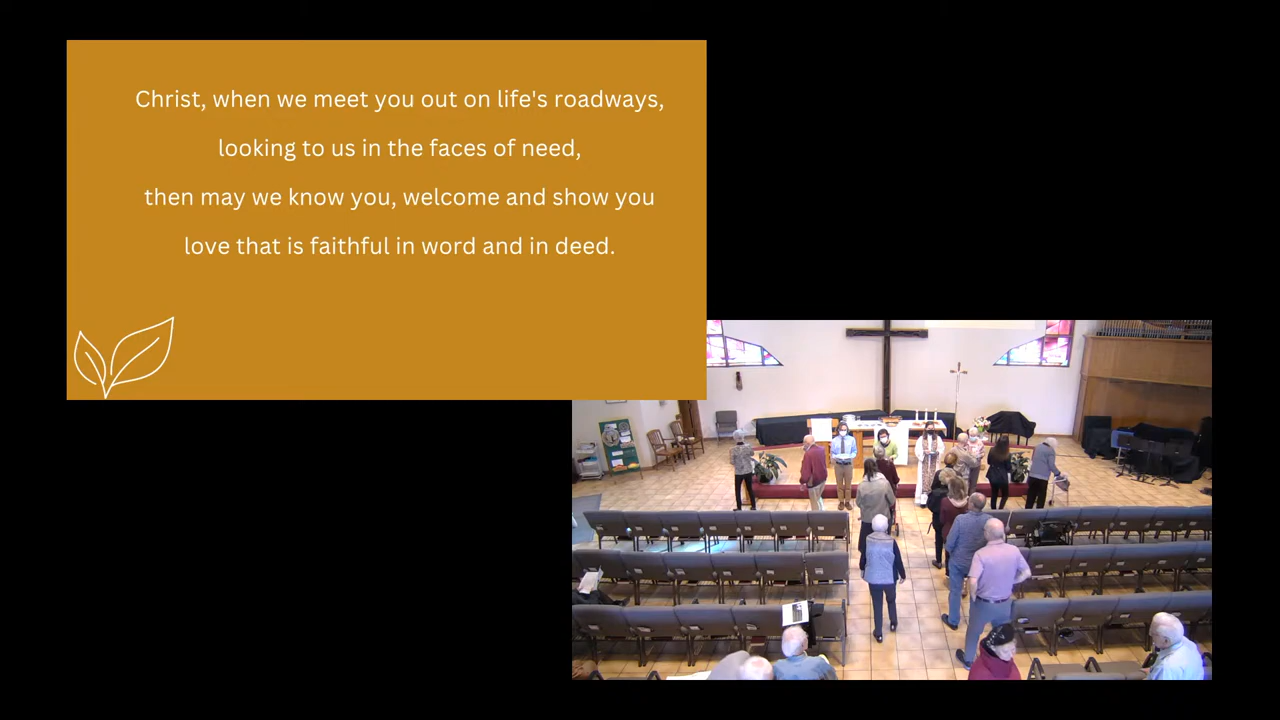 Christ, when we meet you out on life's roadways,
looking to us in the faces of need,
then may we know you, welcome and show you
love that is faithful in word and in deed.